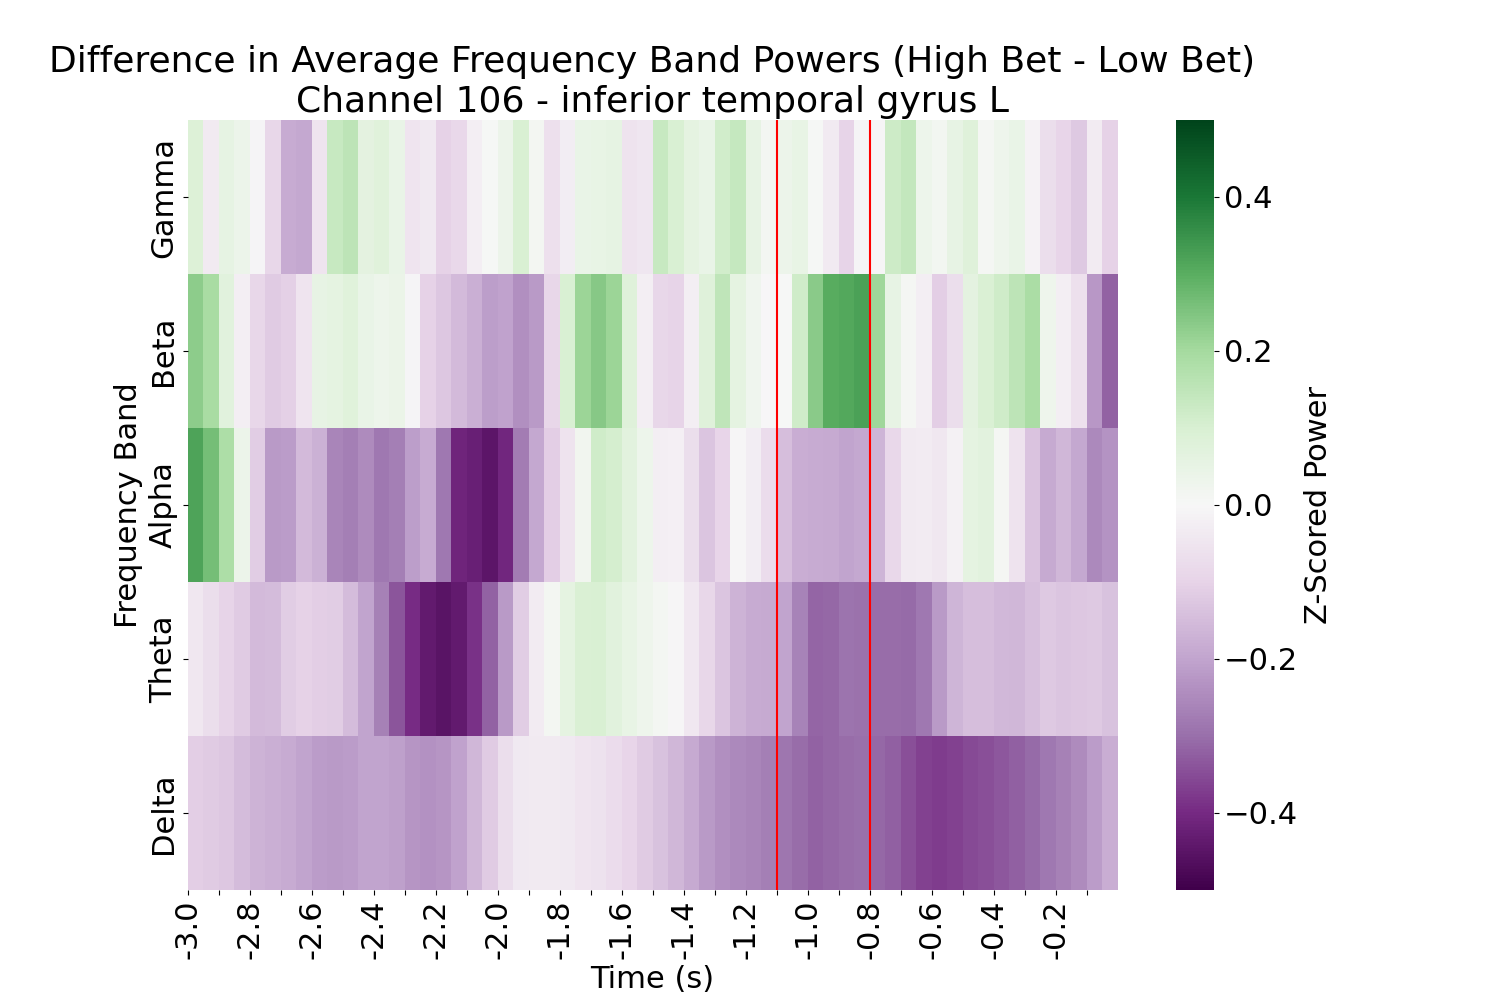 Difference in Average Frequency Band Powers (High Bet - Low Bet)
Channel 106 - inferior temporal gyrus L
Frequency Band
Gamma
Beta
Alpha
Theta
Delta
-3.0
-2.8
-2.6
-2.4
-2.2
-2.0
-1.8
-1.6
-1.4
-1.2
-1.0
-0.8
-0.6
-0.4
-0.2
Time (s)
0.4
0.2
0.0
−0.2
−0.4
Z-Scored Power